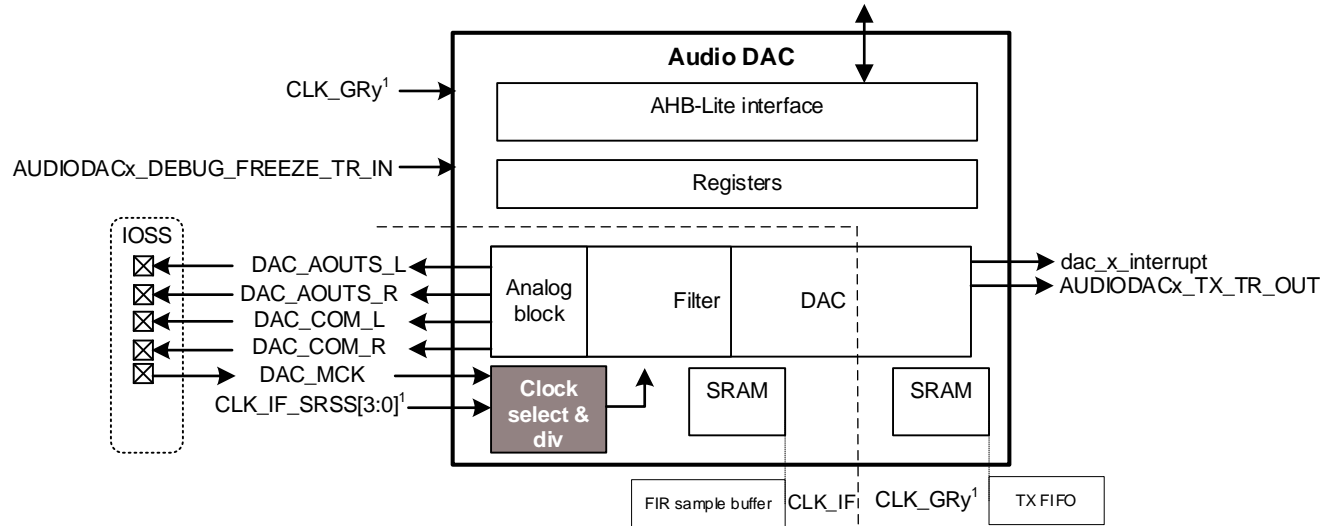 Audio DAC
CLK_GRy¹
AHB-Lite interface
AUDIODACx_DEBUG_FREEZE_TR_IN
Registers
IOSS
DAC_AOUTS_L
DAC_AOUTS_R
DAC_COM_L
DAC_COM_R
DAC_MCK
CLK_IF_SRSS[3:0]¹
Analog
block
Filter
DAC
dac_x_interrupt
AUDIODACx_TX_TR_OUT
Clock
select &
div
SRAM
SRAM
FIR sample buffer
CLK_IF
CLK_GRy¹
TX FIFO